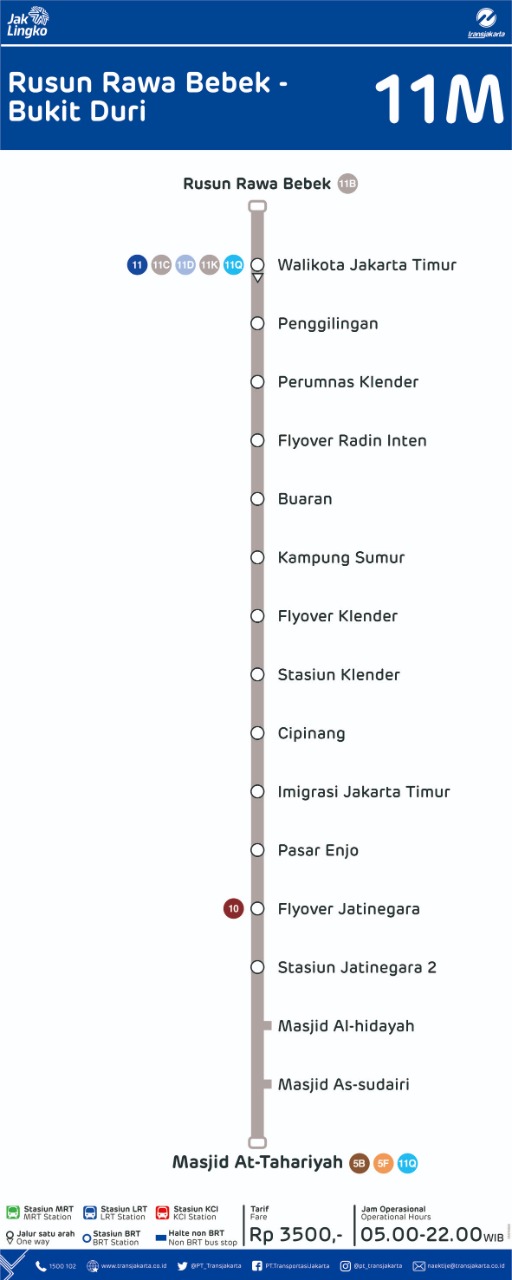 Jak
Lingko
transjakarta
Rusun Rawa Bebek -
Bukit Duri
11M
Rusun Rawa Bebek 11B
11 11C 11D 11K 11Q Walikota Jakarta Timur
Penggilingan
Perumnas Klender
Flyover Radin Inten
Buaran
Kampung Sumur
Flyover Klender
Stasiun Klender
Cipinang
Imigrasi Jakarta Timur
Pasar Enjo
10 Flyover Jatinegara
Stasiun Jatinegara 2
Masjid Al-hidayah
Masjid As-sudairi
Masjid At-Tahariyah 5B 5F 11Q
Stasiun MRT
MRT Station
Stasiun LRT
LRT Station
Stasiun KCI
KCI Station
Jalur satu arah
One way
Stasiun BRT
BRT Station
Halte non BRT
Non BRT bus stop
Tarif
Fare
Rp 3500,-
Jam Operasional
Operational Hours
05.00-22.00 WIB
1500 102
www.transjakarta.co.id
@PT_Transjakarta
PT.TransportasiJakarta
@pt_transjakarta
naektije@transjakarta.co.id